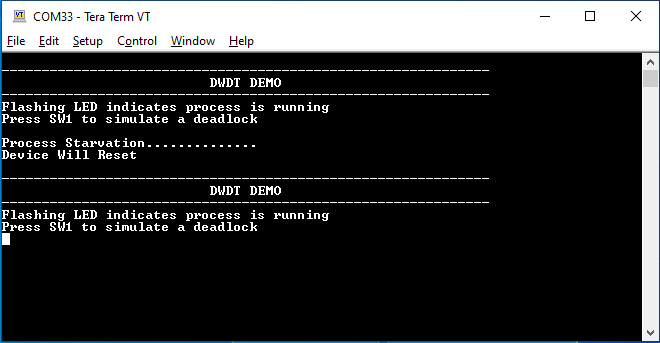 VT COM33 - Tera Term VT
File Edit Setup Control Window Help
--------------------------------------------------------------
DWDT DEMO
--------------------------------------------------------------
Flashing LED indicates process is running
Press SW1 to simulate a deadlock
Process Starvation..............
Device Will Reset
--------------------------------------------------------------
DWDT DEMO
--------------------------------------------------------------
Flashing LED indicates process is running
Press SW1 to simulate a deadlock